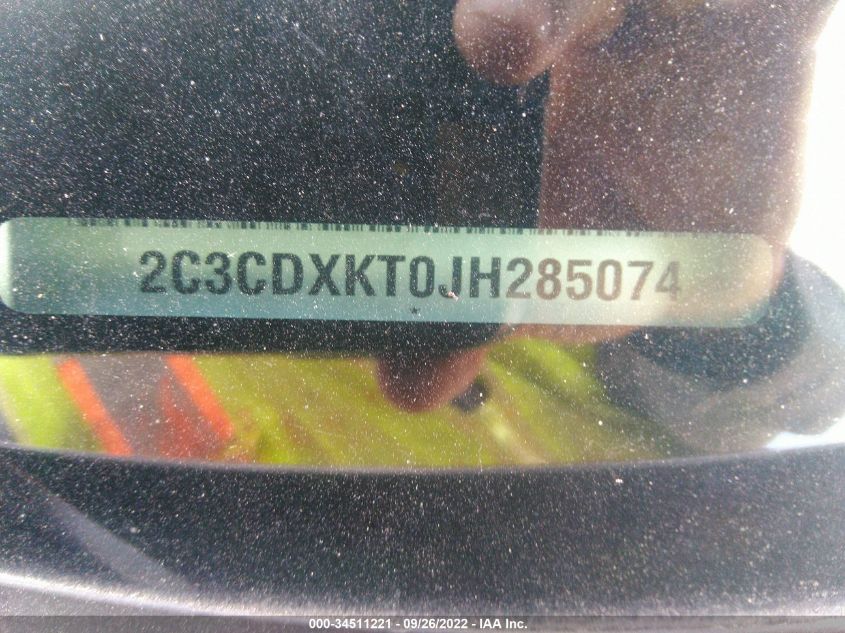 2C3CDXKT0JH285074
*
000-34511221 - 09/26/2022 - IAA Inc.